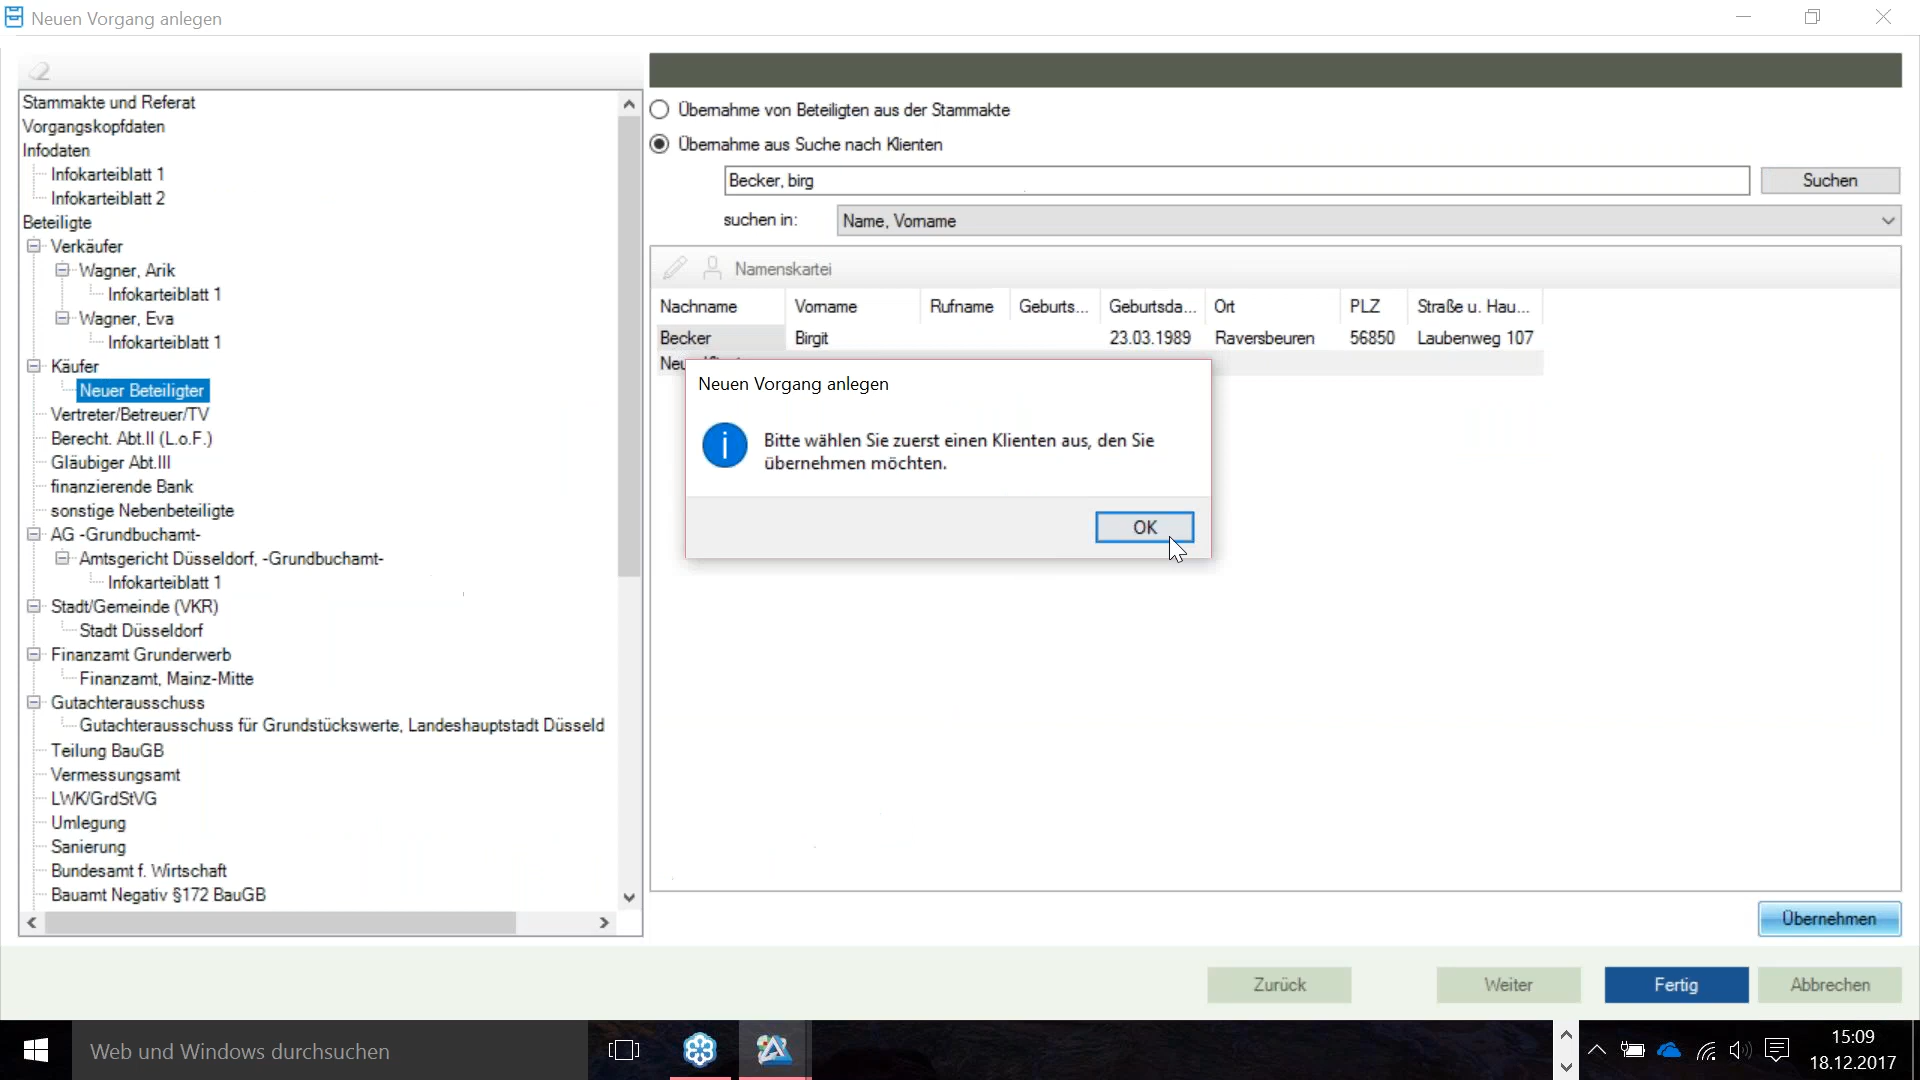 Neuen Vorgang anlegen
Stammakte und Referat
Vorgangskopfdaten
Infodaten
Infokarteiblatt 1
Infokarteiblatt 2
Beteiligte
Verkäufer
Wagner, Arik
Infokarteiblatt 1
Wagner, Eva
Infokarteiblatt 1
Käufer
Neuer Beteiligter
Vertreter/Betreuer/TV
Berecht. Abt.II (L.o.F.)
Gläubiger Abt.III
finanzierende Bank
sonstige Nebenbeteiligte
AG -Grundbuchamt-
Amtsgericht Düsseldorf, -Grundbuchamt-
Infokarteiblatt 1
Stadt/Gemeinde (VKR)
Stadt Düsseldorf
Finanzamt Grunderwerb
Finanzamt, Mainz-Mitte
Gutachterausschuss
Gutachterausschuss für Grundstückswerte, Landeshauptstadt Düsseld
Teilung BauGB
Vermessungsamt
LWK/GrdStVG
Umlegung
Sanierung
Bundesamt f. Wirtschaft
Bauamt Negativ §172 BauGB
Übernahme von Beteiligten aus der Stammakte
Übernahme aus Suche nach Klienten
Becker, birg Suchen
suchen in: Name, Vorname
Namenskartei
Nachname Vorname Rufname Geburts... Geburtsda... Ort PLZ Straße u. Hau...
Becker Birgit 23.03.1989 Raversbeuren 56850 Laubenweg 107
Neuen Vorgang anlegen
Bitte wählen Sie zuerst einen Klienten aus, den Sie
übernehmen möchten.
OK
Übernehmen
Zurück Weiter Fertig Abbrechen
Web und Windows durchsuchen
15:09
18.12.2017